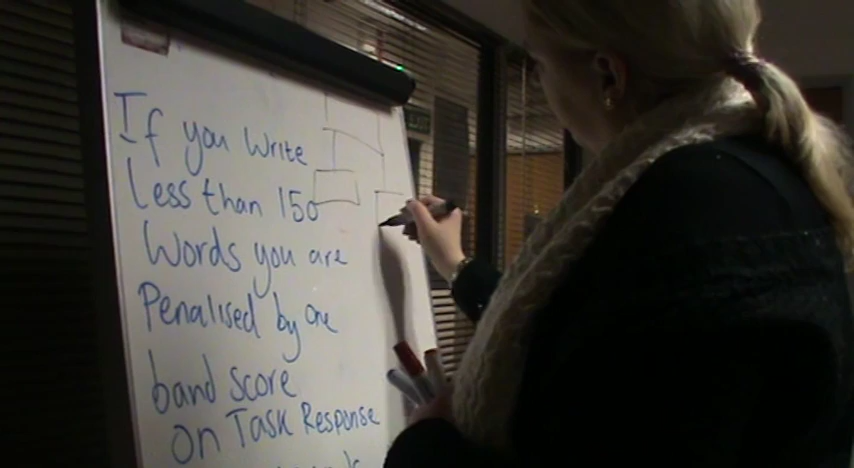 If you Write
Less than 150
Words you are
Penalised by one
band score
on Task Response